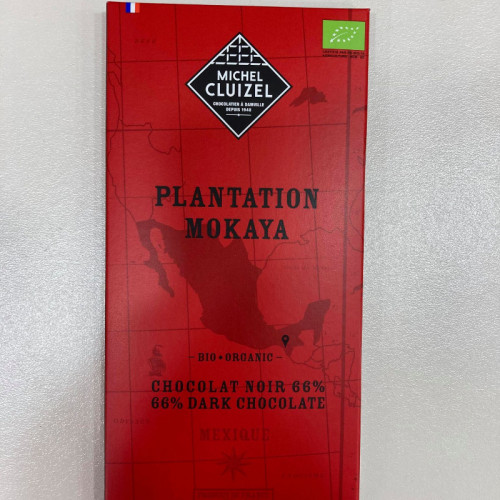 MICHEL
CLUIZEL
CHOCOLATIER À DAMVILLE
DEPUIS 1948
PLANTATION
MOKAYA
BIO • ORGANIC
CHOCOLAT NOIR 66%
66% DARK CHOCOLATE
MEXIQUE